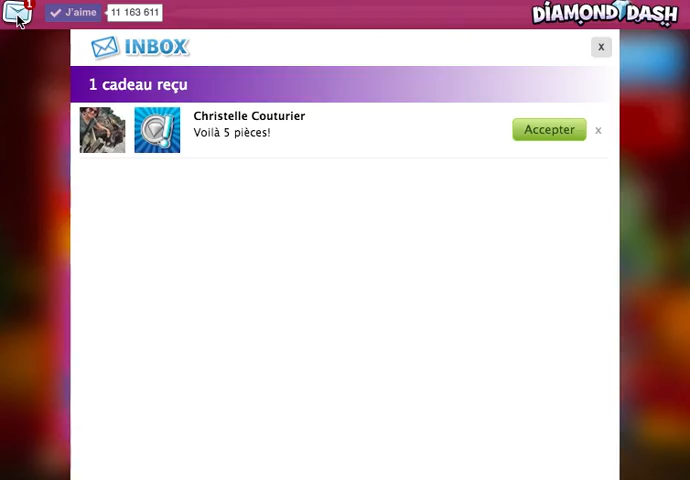 1
J'aime
11 163 611
DIAMOND DASH
INBOX
x
1 cadeau reçu
Christelle Couturier
Voilà 5 pièces!
Accepter
x